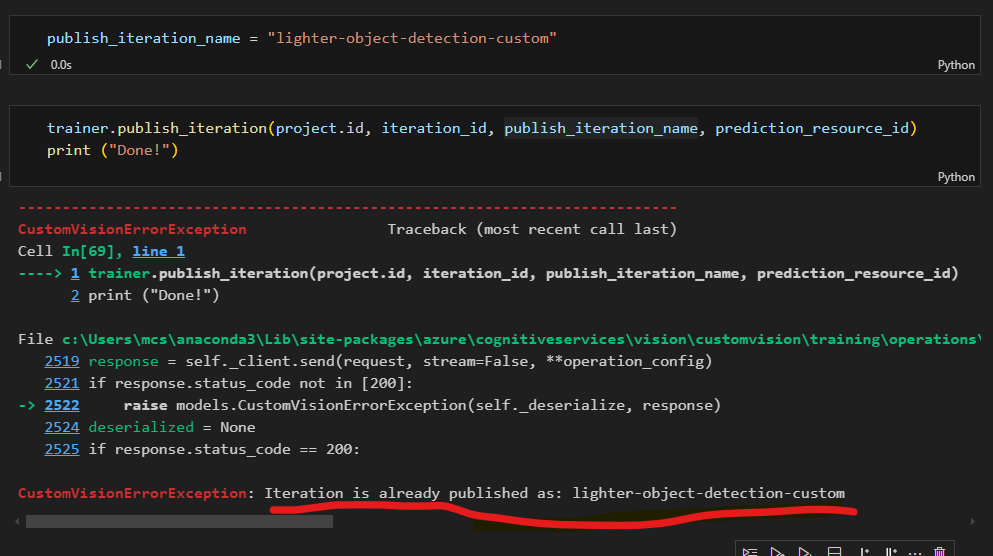 publish_iteration_name = "lighter-object-detection-custom"
0.0s
Python
trainer.publish_iteration(project.id, iteration_id, publish_iteration_name, prediction_resource_id)
print ("Done!")
Python
---------------------------------------------------------------------------
CustomVisionErrorException Traceback (most recent call last)
Cell In[69], line 1
----> 1 trainer.publish_iteration(project.id, iteration_id, publish_iteration_name, prediction_resource_id)
2 print ("Done!")
File c:\Users\mcs\anaconda3\Lib\site-packages\azure\cognitiveservices\vision\customvision\training\operations\
2519 response = self._client.send(request, stream=False, **operation_config)
2521 if response.status_code not in [200]:
-> 2522 raise models.CustomVisionErrorException(self._deserialize, response)
2524 deserialized = None
2525 if response.status_code == 200:
CustomVisionErrorException: Iteration is already published as: lighter-object-detection-custom